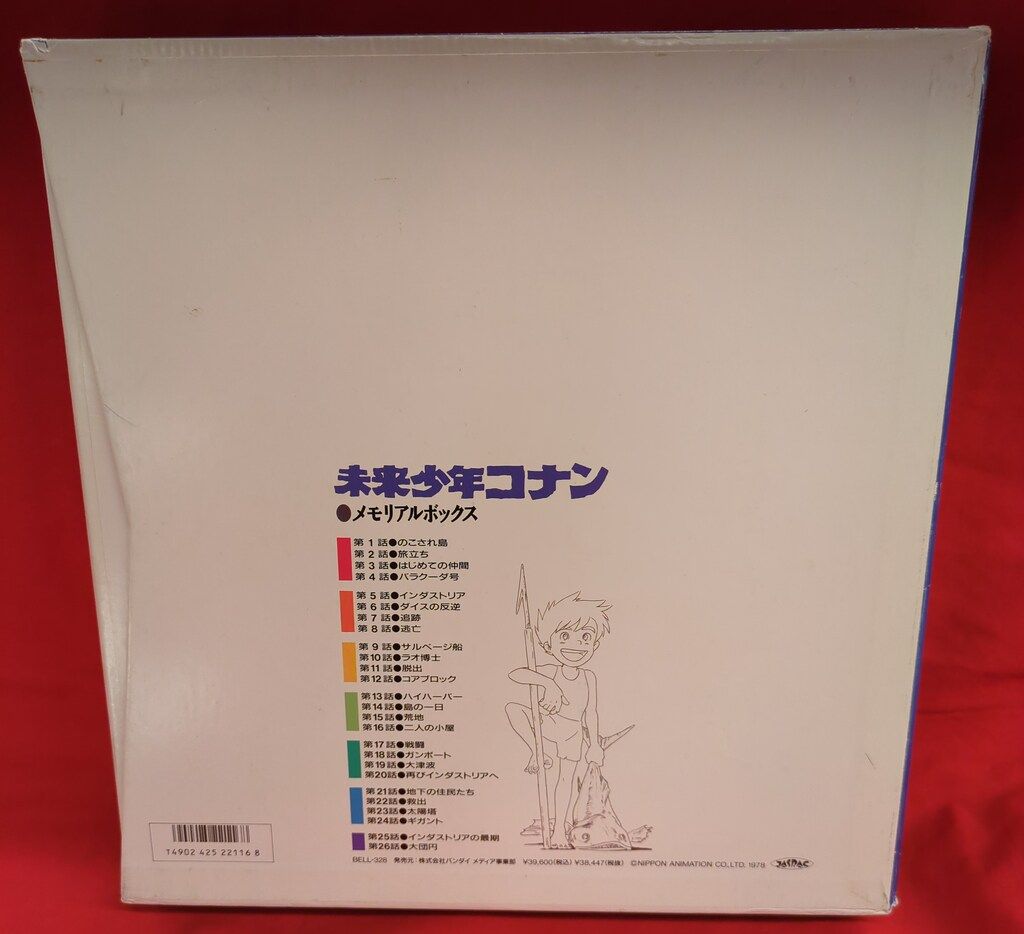 未来少年コナン
●メモリアルボックス
第 1 話●のこされ島
第 2 話●旅立ち
第 3 話●はじめての仲間
第 4 話●バラクーダ号
第 5 話●インダストリア
第 6 話●ダイスの反逆
第 7 話●追跡
第 8 話●逃亡
第 9 話●サルベージ船
第10話●ラオ博士
第11話●脱出
第12話●コアブロック
第13話●ハイハーバー
第14話●島の一日
第15話●荒地
第16話●二人の小屋
第17話●戦闘
第18話●ガンボート
第19話●大津波
第20話●再びインダストリアへ
第21話●地下の住民たち
第22話●救出
第23話●太陽塔
第24話●ギガント
第25話●インダストリアの最期
第26話●大団円
BELL-328 発売元:株式会社バンダイ メディア事業部 ¥39,600(税込) ¥38,447(税抜) ©NIPPON ANIMATION CO.,LTD. 1978 JASRAC
T4902 425 22116 8